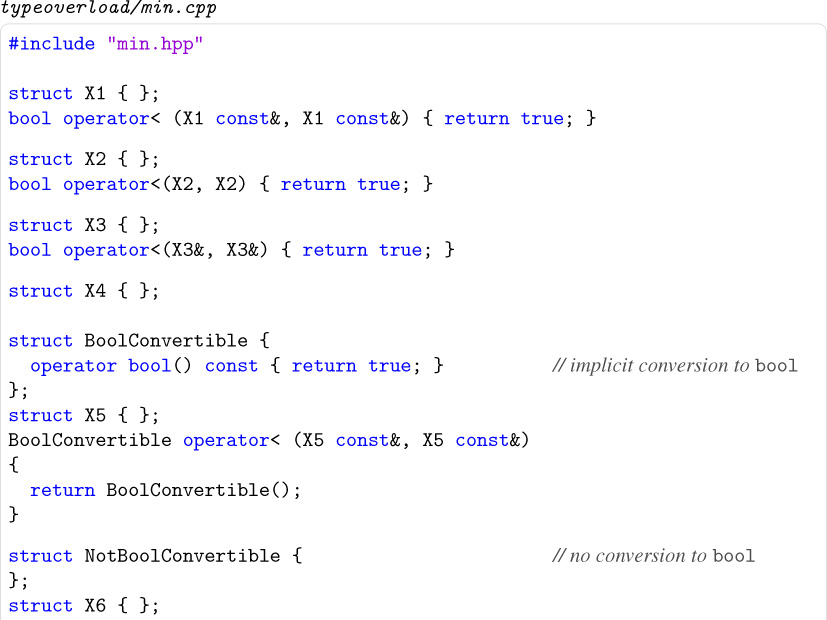 typeoverload/min.cpp
#include "min.hpp"
struct X1 { };
bool operator< (X1 const&, X1 const&) { return true; }
struct X2 { };
bool operator<(X2, X2) { return true; }
struct X3 { };
bool operator<(X3&, X3&) { return true; }
struct X4 { };
struct BoolConvertible {
  operator bool() const { return true; } // implicit conversion to bool
};
struct X5 { };
BoolConvertible operator< (X5 const&, X5 const&)
{
  return BoolConvertible();
}
struct NotBoolConvertible { // no conversion to bool
};
struct X6 { };